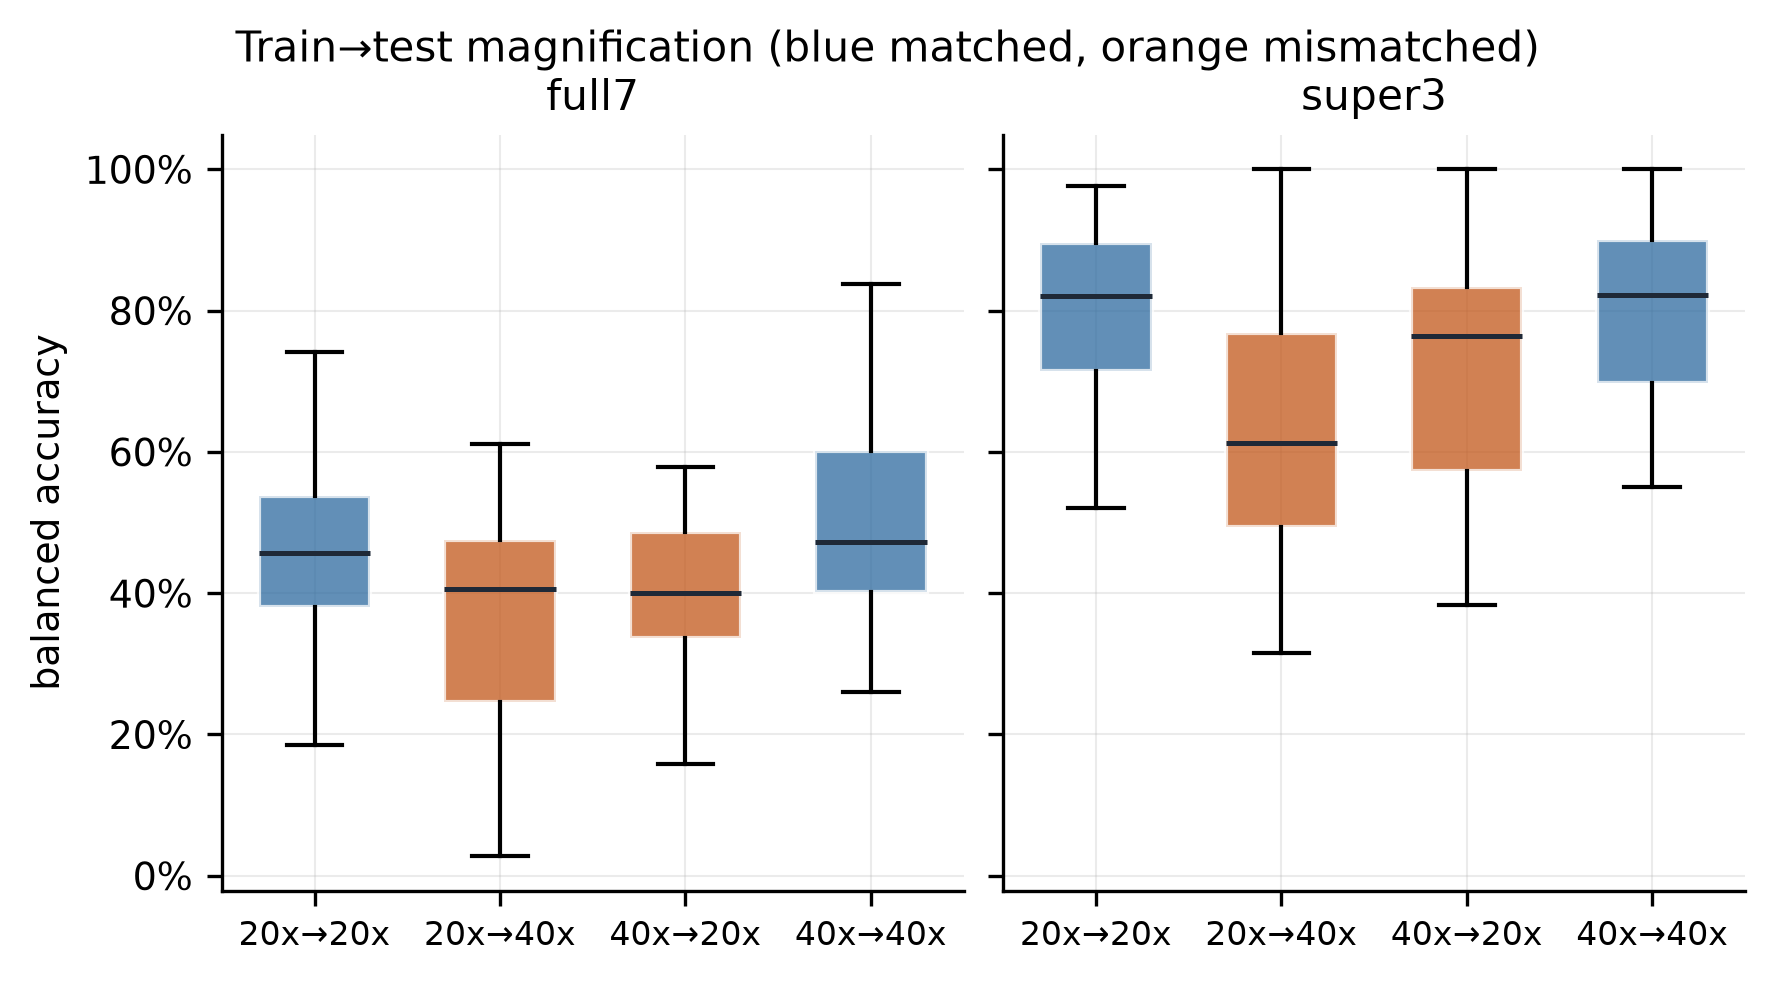 Train→test magnification (blue matched, orange mismatched)
full7
super3
balanced accuracy
100%
80%
60%
40%
20%
0%
20x→20x 20x→40x 40x→20x 40x→40x
20x→20x 20x→40x 40x→20x 40x→40x